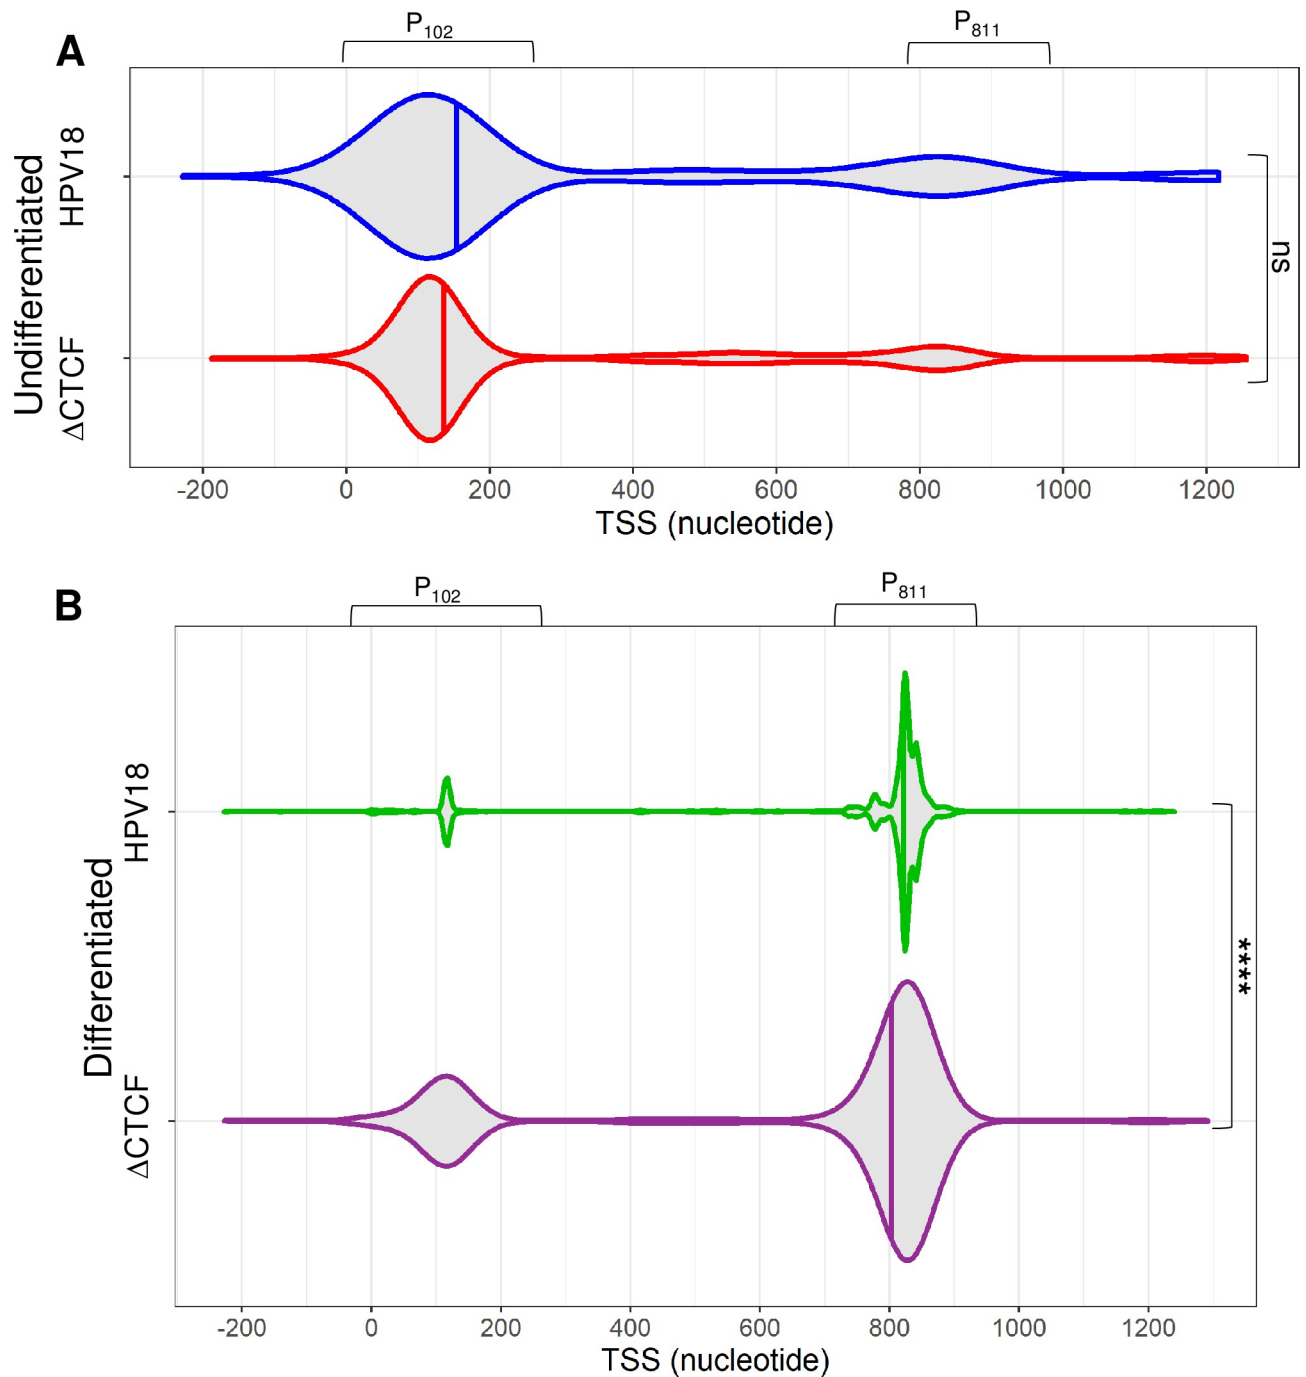 A
P102
P811
Undifferentiated
HPV18
ΔCTCF
ns
-200 0 200 400 600 800 1000 1200
TSS (nucleotide)
B
P102
P811
Differentiated
HPV18
ΔCTCF
****
-200 0 200 400 600 800 1000 1200
TSS (nucleotide)